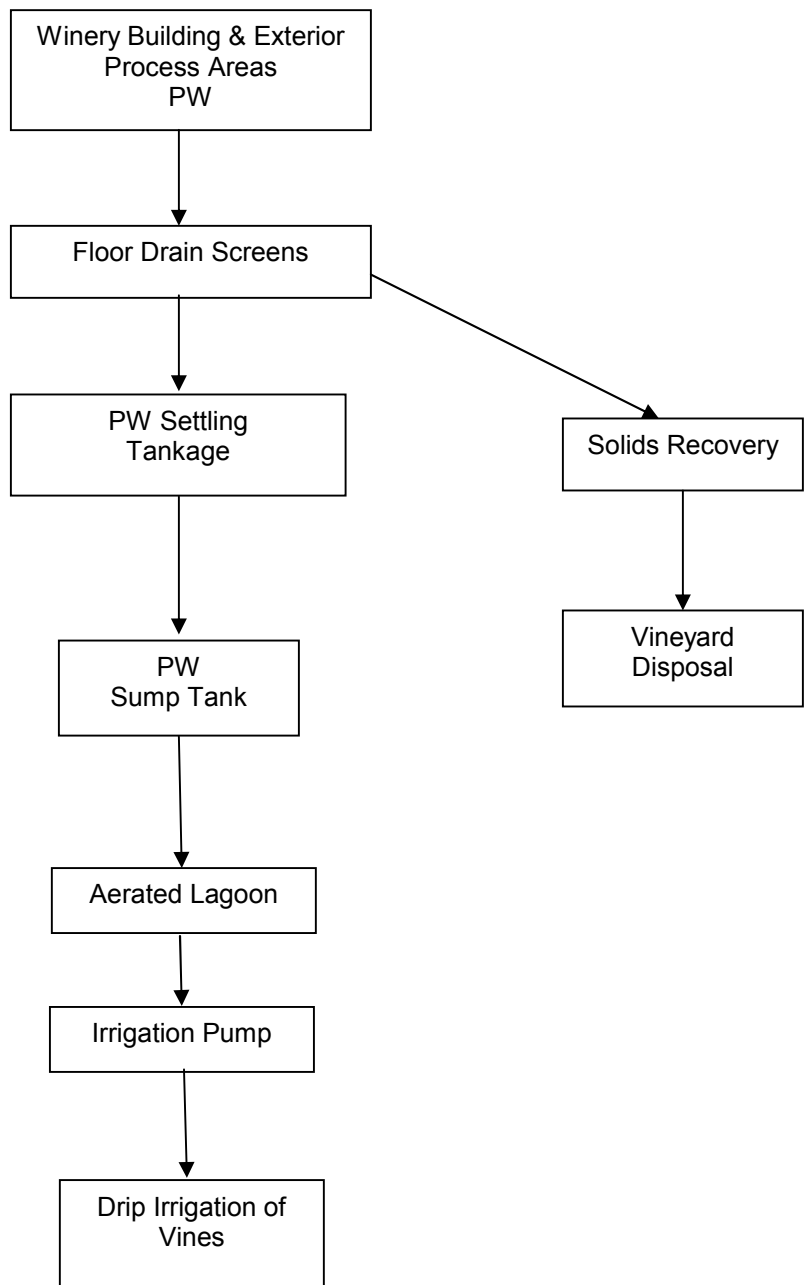 Winery Building & Exterior
Process Areas
PW
Floor Drain Screens
PW Settling
Tankage
Solids Recovery
PW
Sump Tank
Vineyard
Disposal
Aerated Lagoon
Irrigation Pump
Drip Irrigation of
Vines